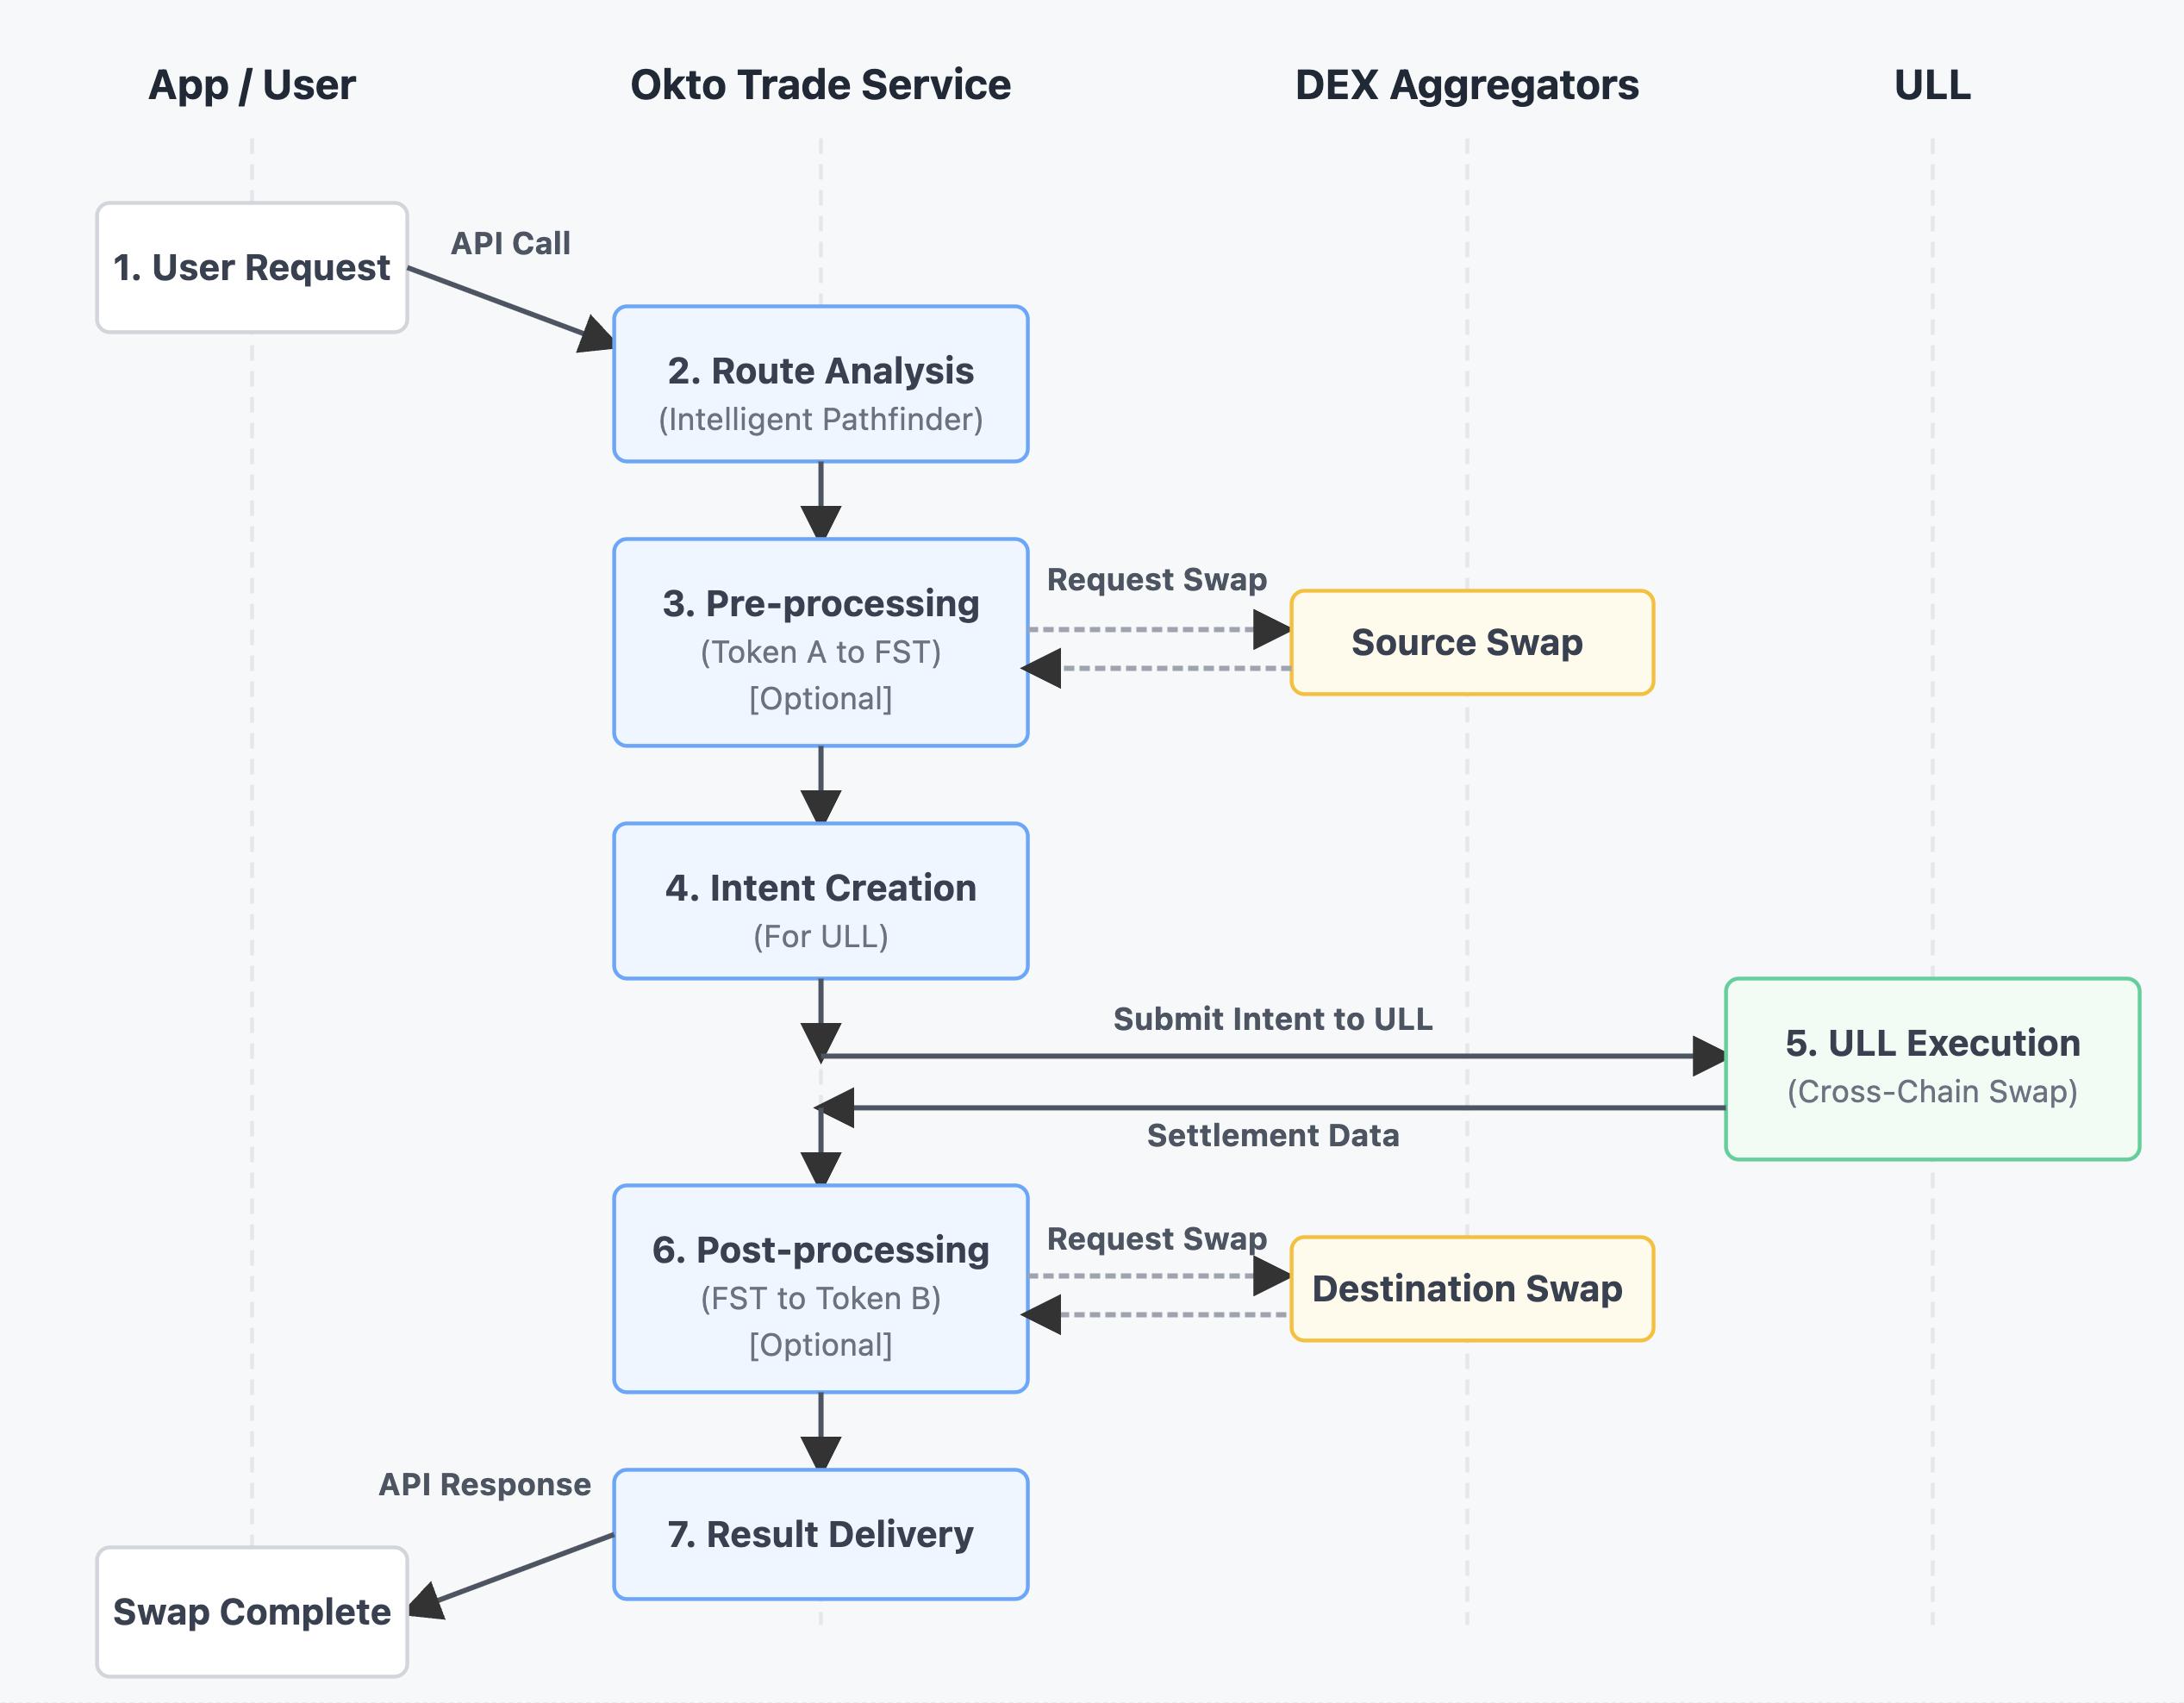 App / User
Okto Trade Service
DEX Aggregators
ULL
1. User Request
API Call
2. Route Analysis
(Intelligent Pathfinder)
3. Pre-processing
(Token A to FST)
[Optional]
Request Swap
Source Swap
4. Intent Creation
(For ULL)
Submit Intent to ULL
5. ULL Execution
(Cross-Chain Swap)
Settlement Data
6. Post-processing
(FST to Token B)
[Optional]
Request Swap
Destination Swap
API Response
7. Result Delivery
Swap Complete